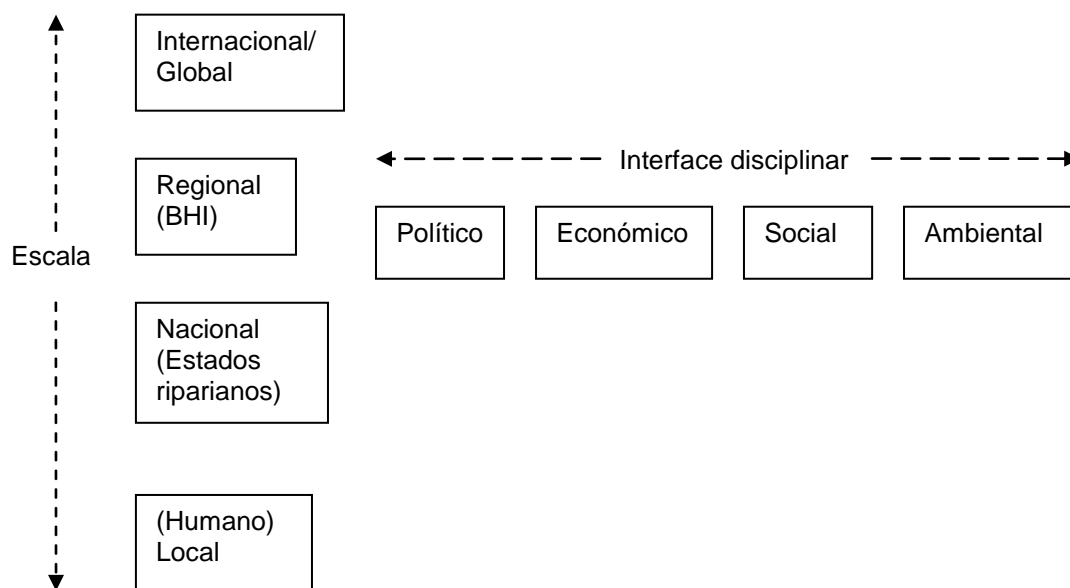 Internacional/
Global
Interface disciplinar
Regional
(BHI)
Político
Económico
Social
Ambiental
Escala
Nacional
(Estados
riparianos)
(Humano)
Local